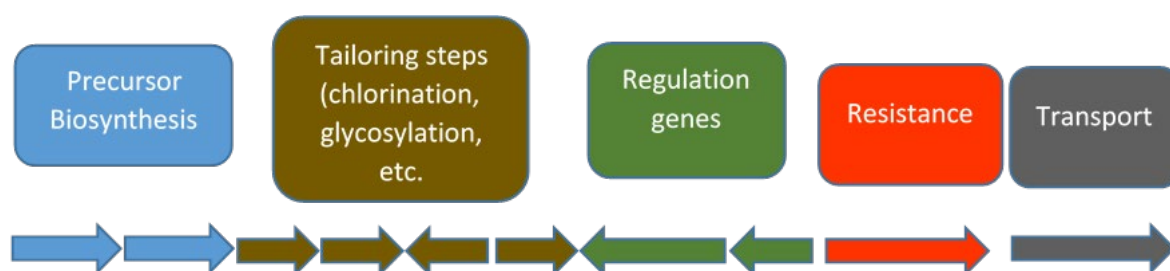 Precursor
Biosynthesis
Tailoring steps
(chlorination,
glycosylation,
etc.
Regulation
genes
Resistance
Transport